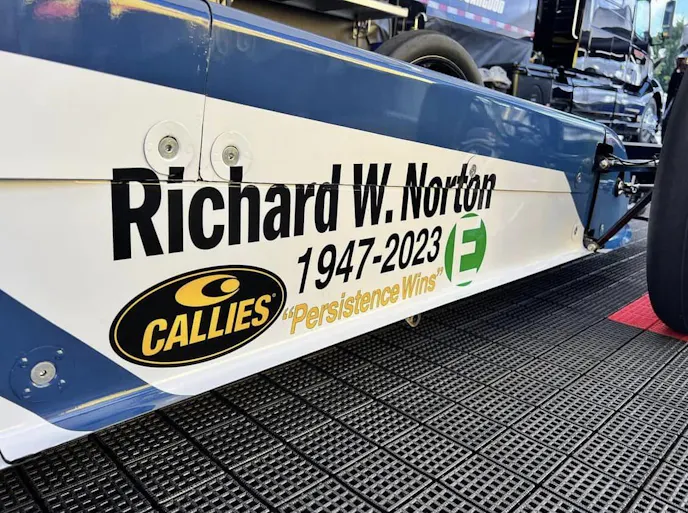 Richard W. Norton
1947-2023
"Persistence Wins"
E
CALLIES